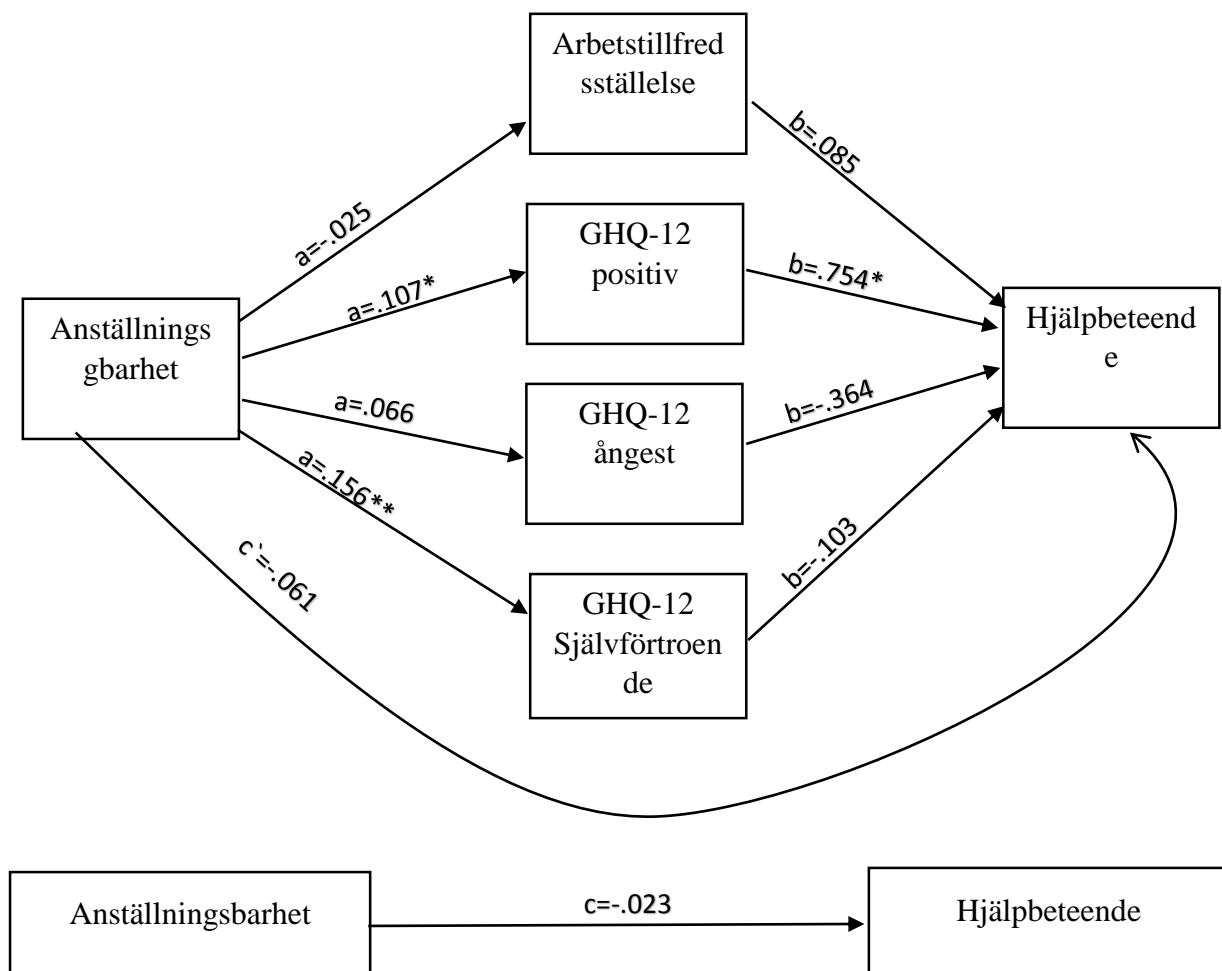 Arbetstillfred
sställelse
b=.085
a=-.025
GHQ-12
positiv
a=.107*
b=.754*
Anställnings
gbarhet
Hjälpbeteend
e
a=.066
GHQ-12
ångest
b=-.364
a=.156**
b=-.103
c`=-.061
GHQ-12
Självförtroen
de
Anställningsbarhet
c=-.023
Hjälpbeteende